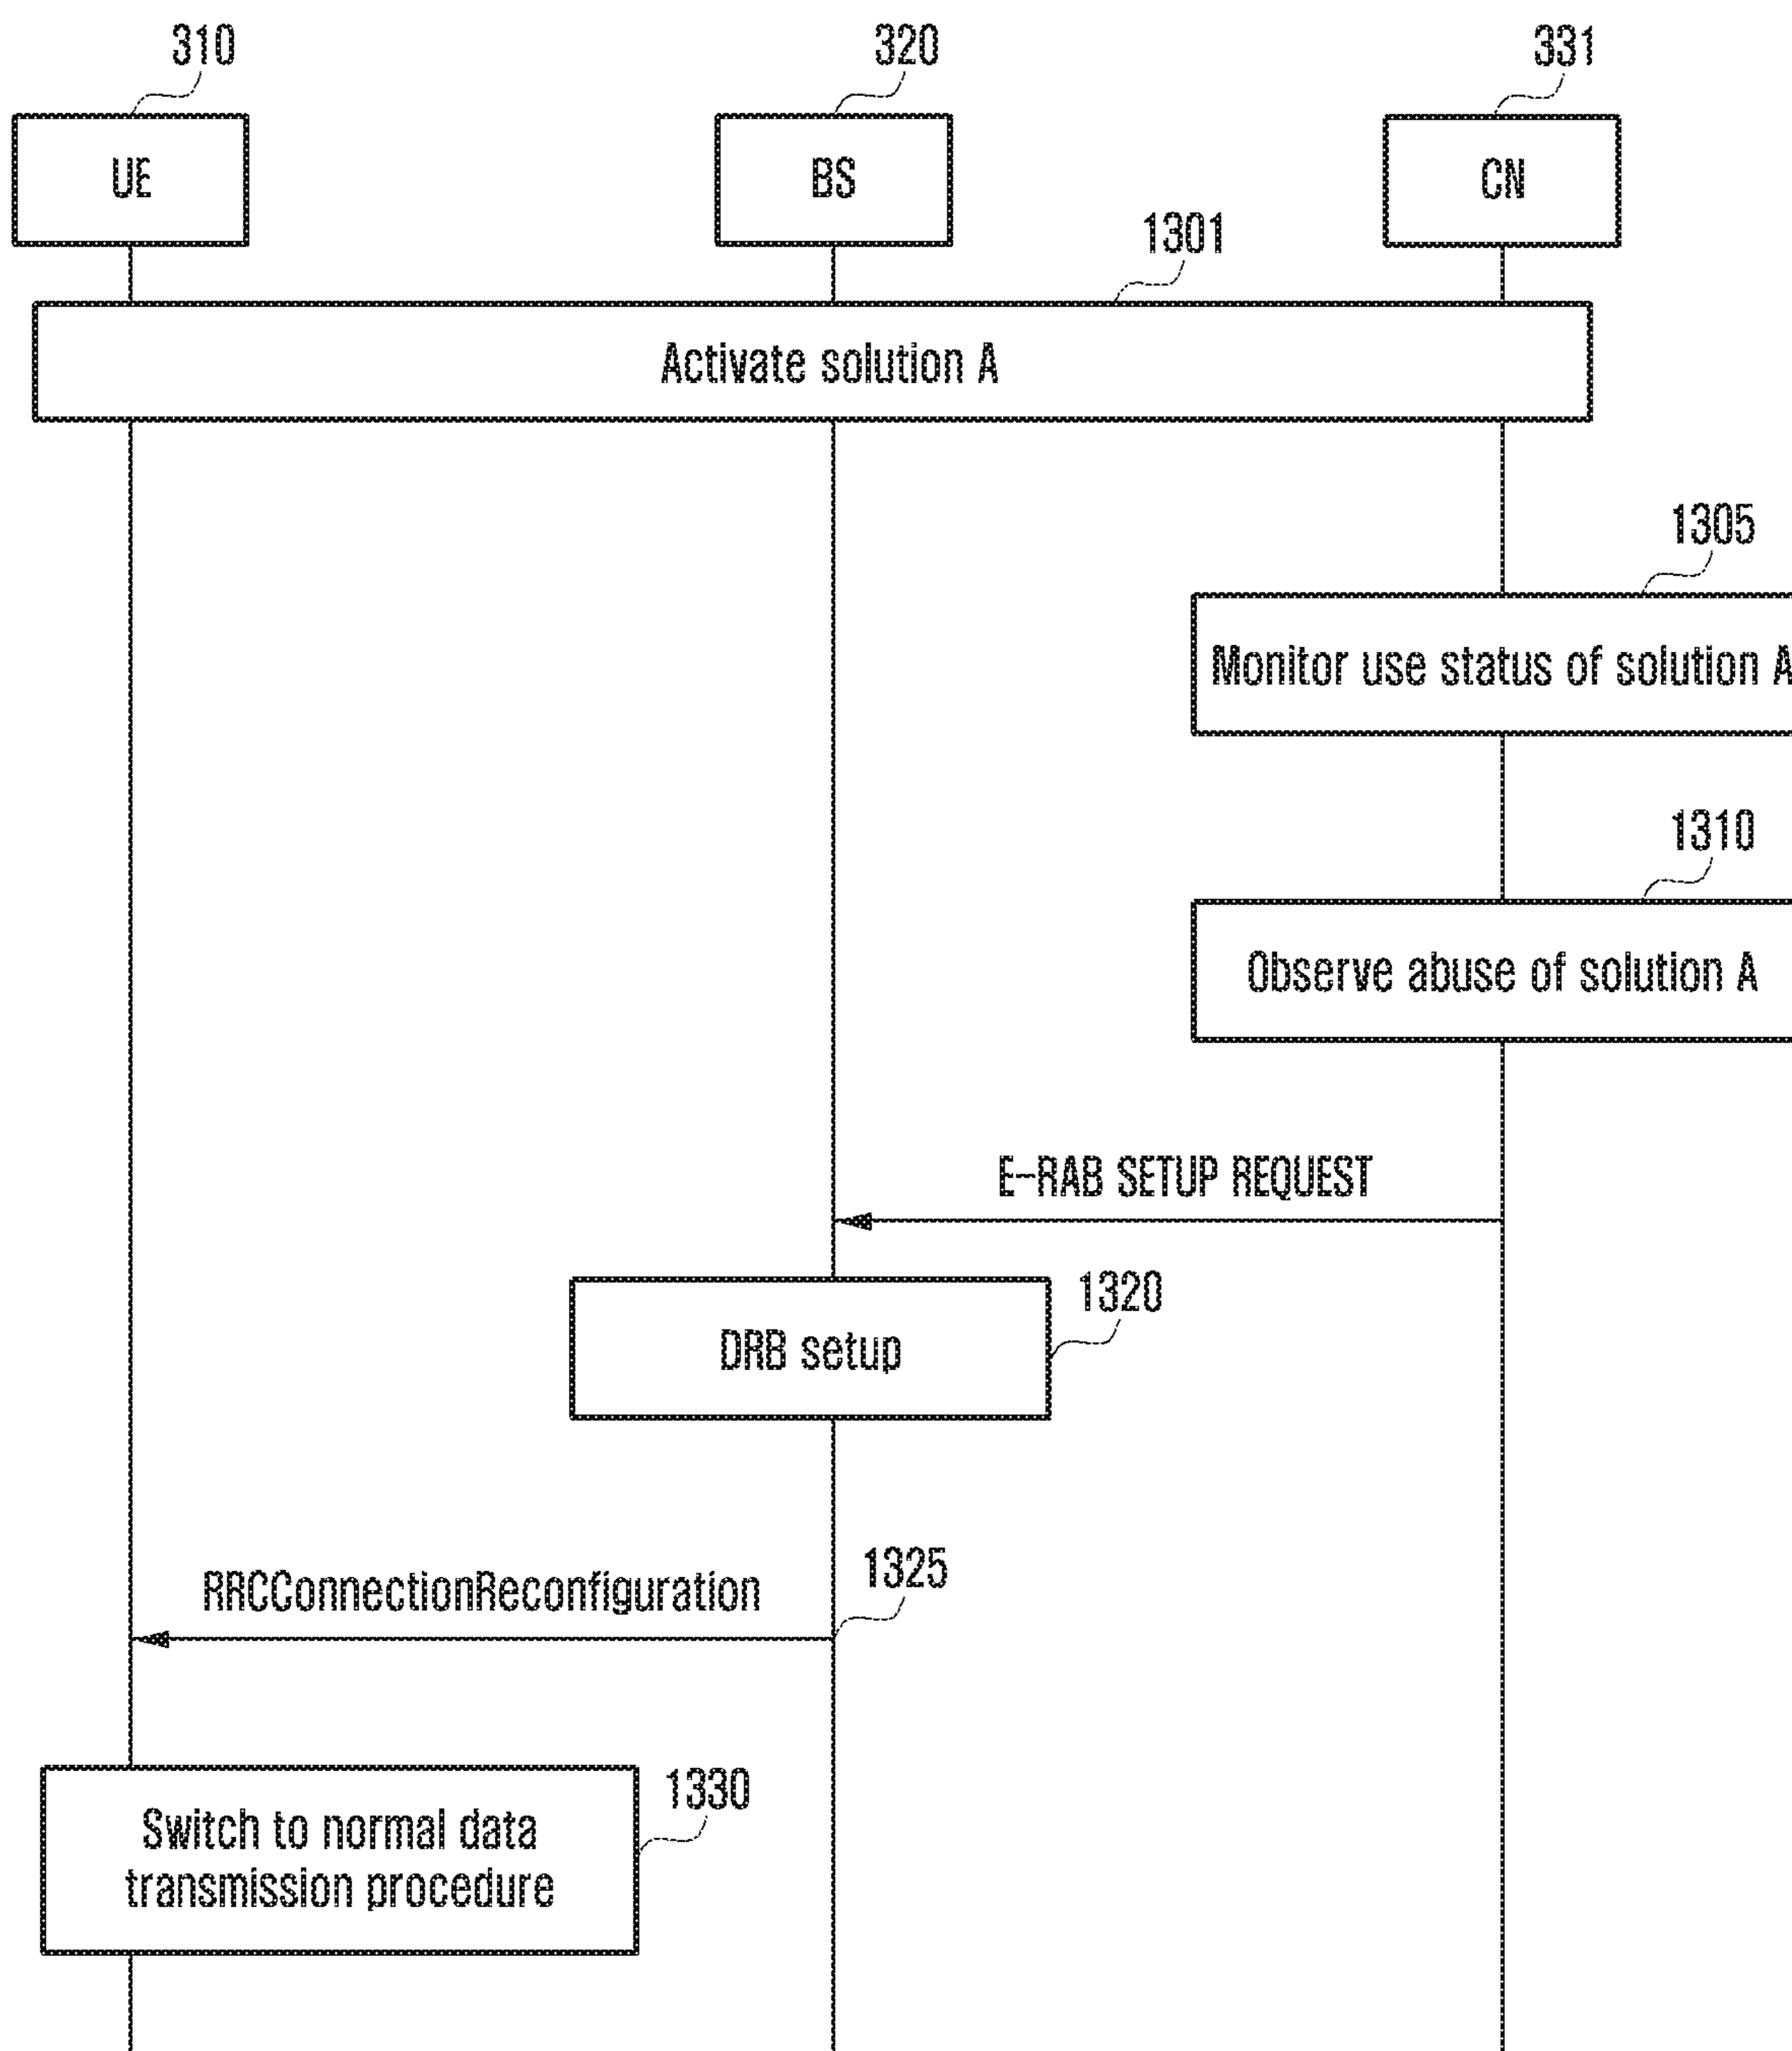 310
320
331
UE
BS
CN
1301
Activate solution A
1305
Monitor use status of solution A
1310
Observe abuse of solution A
E-RAB SETUP REQUEST
1320
DRB setup
1325
RRCConnectionReconfiguration
1330
Switch to normal data
transmission procedure